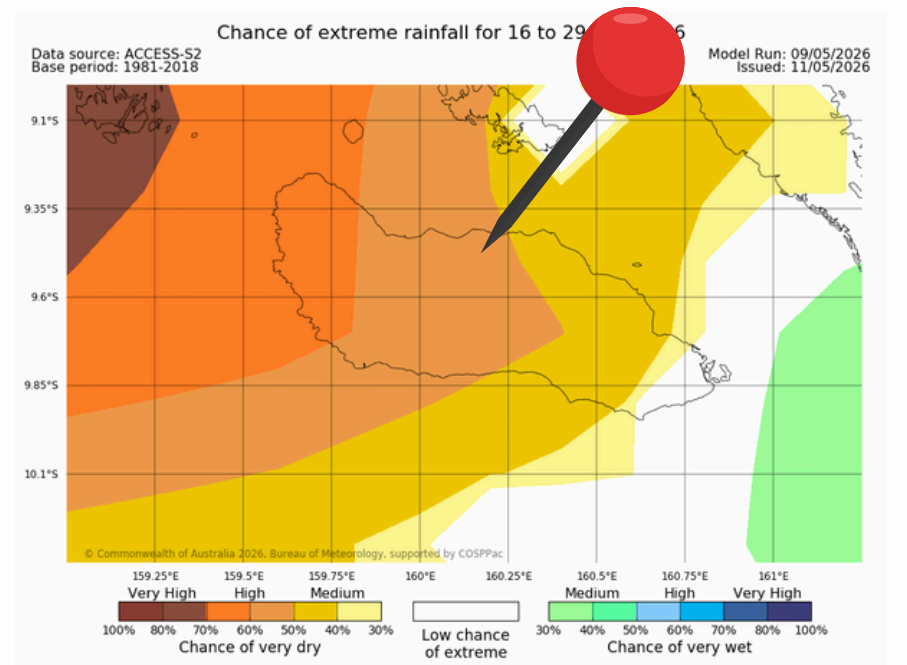 Chance of extreme rainfall for 16 to 29 6
Data source: ACCESS-S2
Base period: 1981-2018
Model Run: 09/05/2026
Issued: 11/05/2026
9.1°S
9.35°S
9.6°S
9.85°S
10.1°S
© Commonwealth of Australia 2026, Bureau of Meteorology, supported by COSPPac
159.25°E 159.5°E 159.75°E 160°E 160.25°E 160.5°E 160.75°E 161°E
Very High High Medium Medium High Very High
100% 80% 70% 60% 50% 40% 30% 30% 40% 50% 60% 70% 80% 100%
Chance of very dry Low chance of extreme Chance of very wet